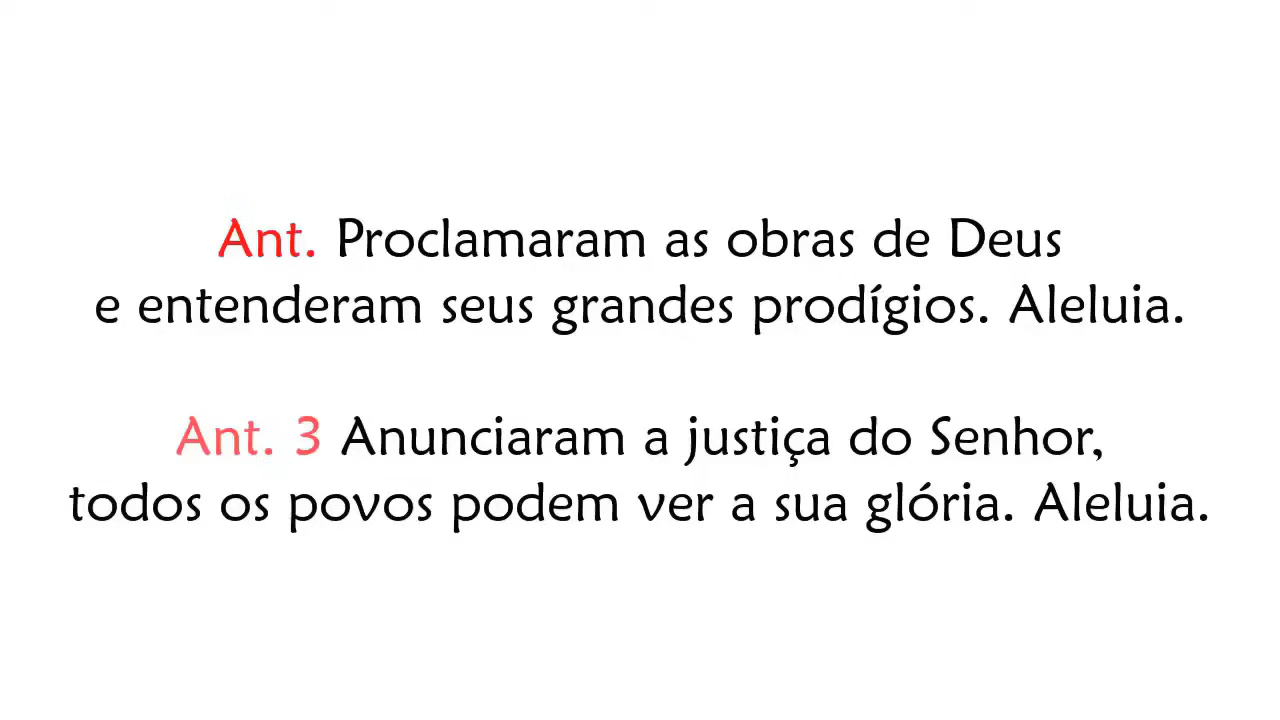 Ant. Proclamaram as obras de Deus
e entenderam seus grandes prodígios. Aleluia.
Ant. 3 Anunciaram a justiça do Senhor,
todos os povos podem ver a sua glória. Aleluia.